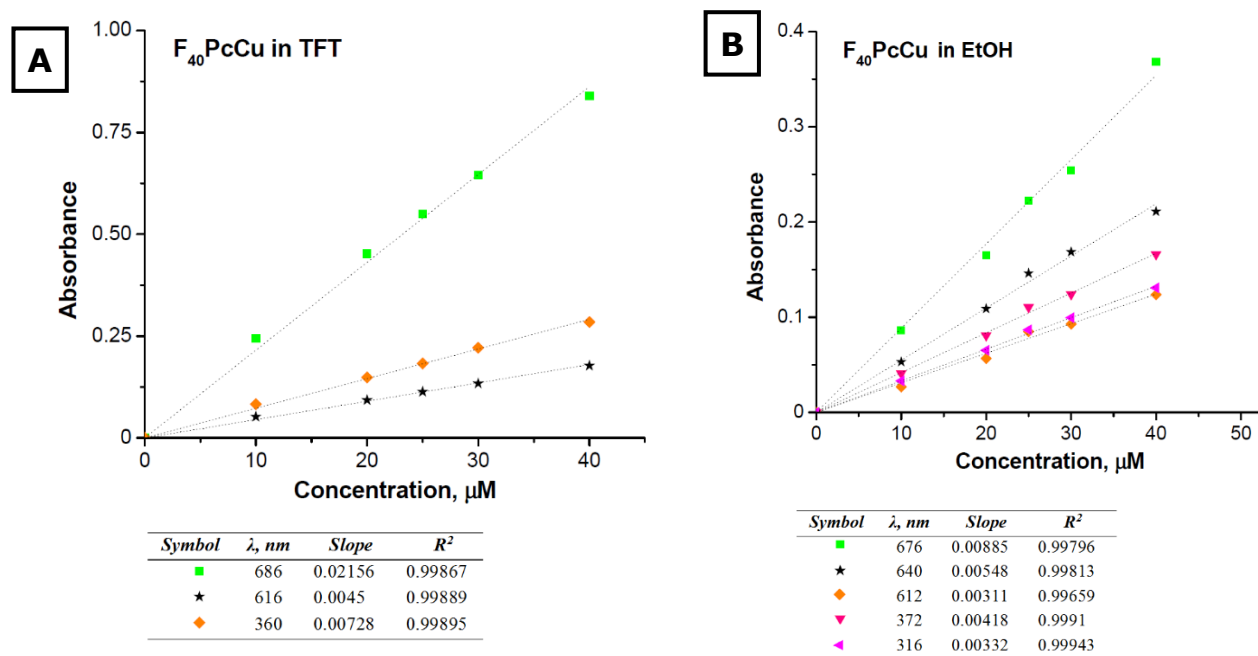 A
F40PcCu in TFT
1.00
0.75
0.50
0.25
0
Absorbance
0 10 20 30 40
Concentration, μM
Symbol λ, nm Slope R²
686 0.02156 0.99867
616 0.0045 0.99889
360 0.00728 0.99895
B
F40PcCu in EtOH
0.4
0.3
0.2
0.1
0
Absorbance
0 10 20 30 40 50
Concentration, μM
Symbol λ, nm Slope R²
676 0.00885 0.99796
640 0.00548 0.99813
612 0.00311 0.99659
372 0.00418 0.9991
316 0.00332 0.99943